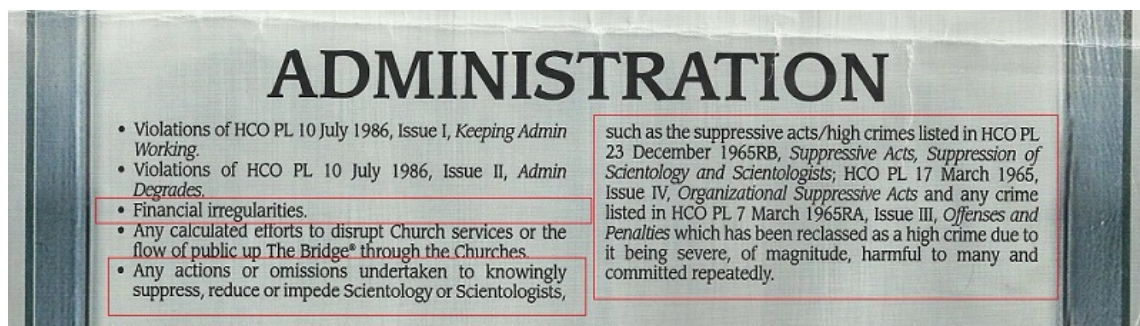 ADMINISTRATION
• Violations of HCO PL 10 July 1986, Issue I, Keeping Admin
Working.
• Violations of HCO PL 10 July 1986, Issue II, Admin
Degrades.
• Financial irregularities.
• Any calculated efforts to disrupt Church services or the
flow of public up The Bridge® through the Churches.
• Any actions or omissions undertaken to knowingly
suppress, reduce or impede Scientology or Scientologists,
such as the suppressive acts/high crimes listed in HCO PL
23 December 1965RB, Suppressive Acts, Suppression of
Scientology and Scientologists; HCO PL 17 March 1965,
Issue IV, Organizational Suppressive Acts and any crime
listed in HCO PL 7 March 1965RA, Issue III, Offenses and
Penalties which has been reclassed as a high crime due to
it being severe, of magnitude, harmful to many and
committed repeatedly.